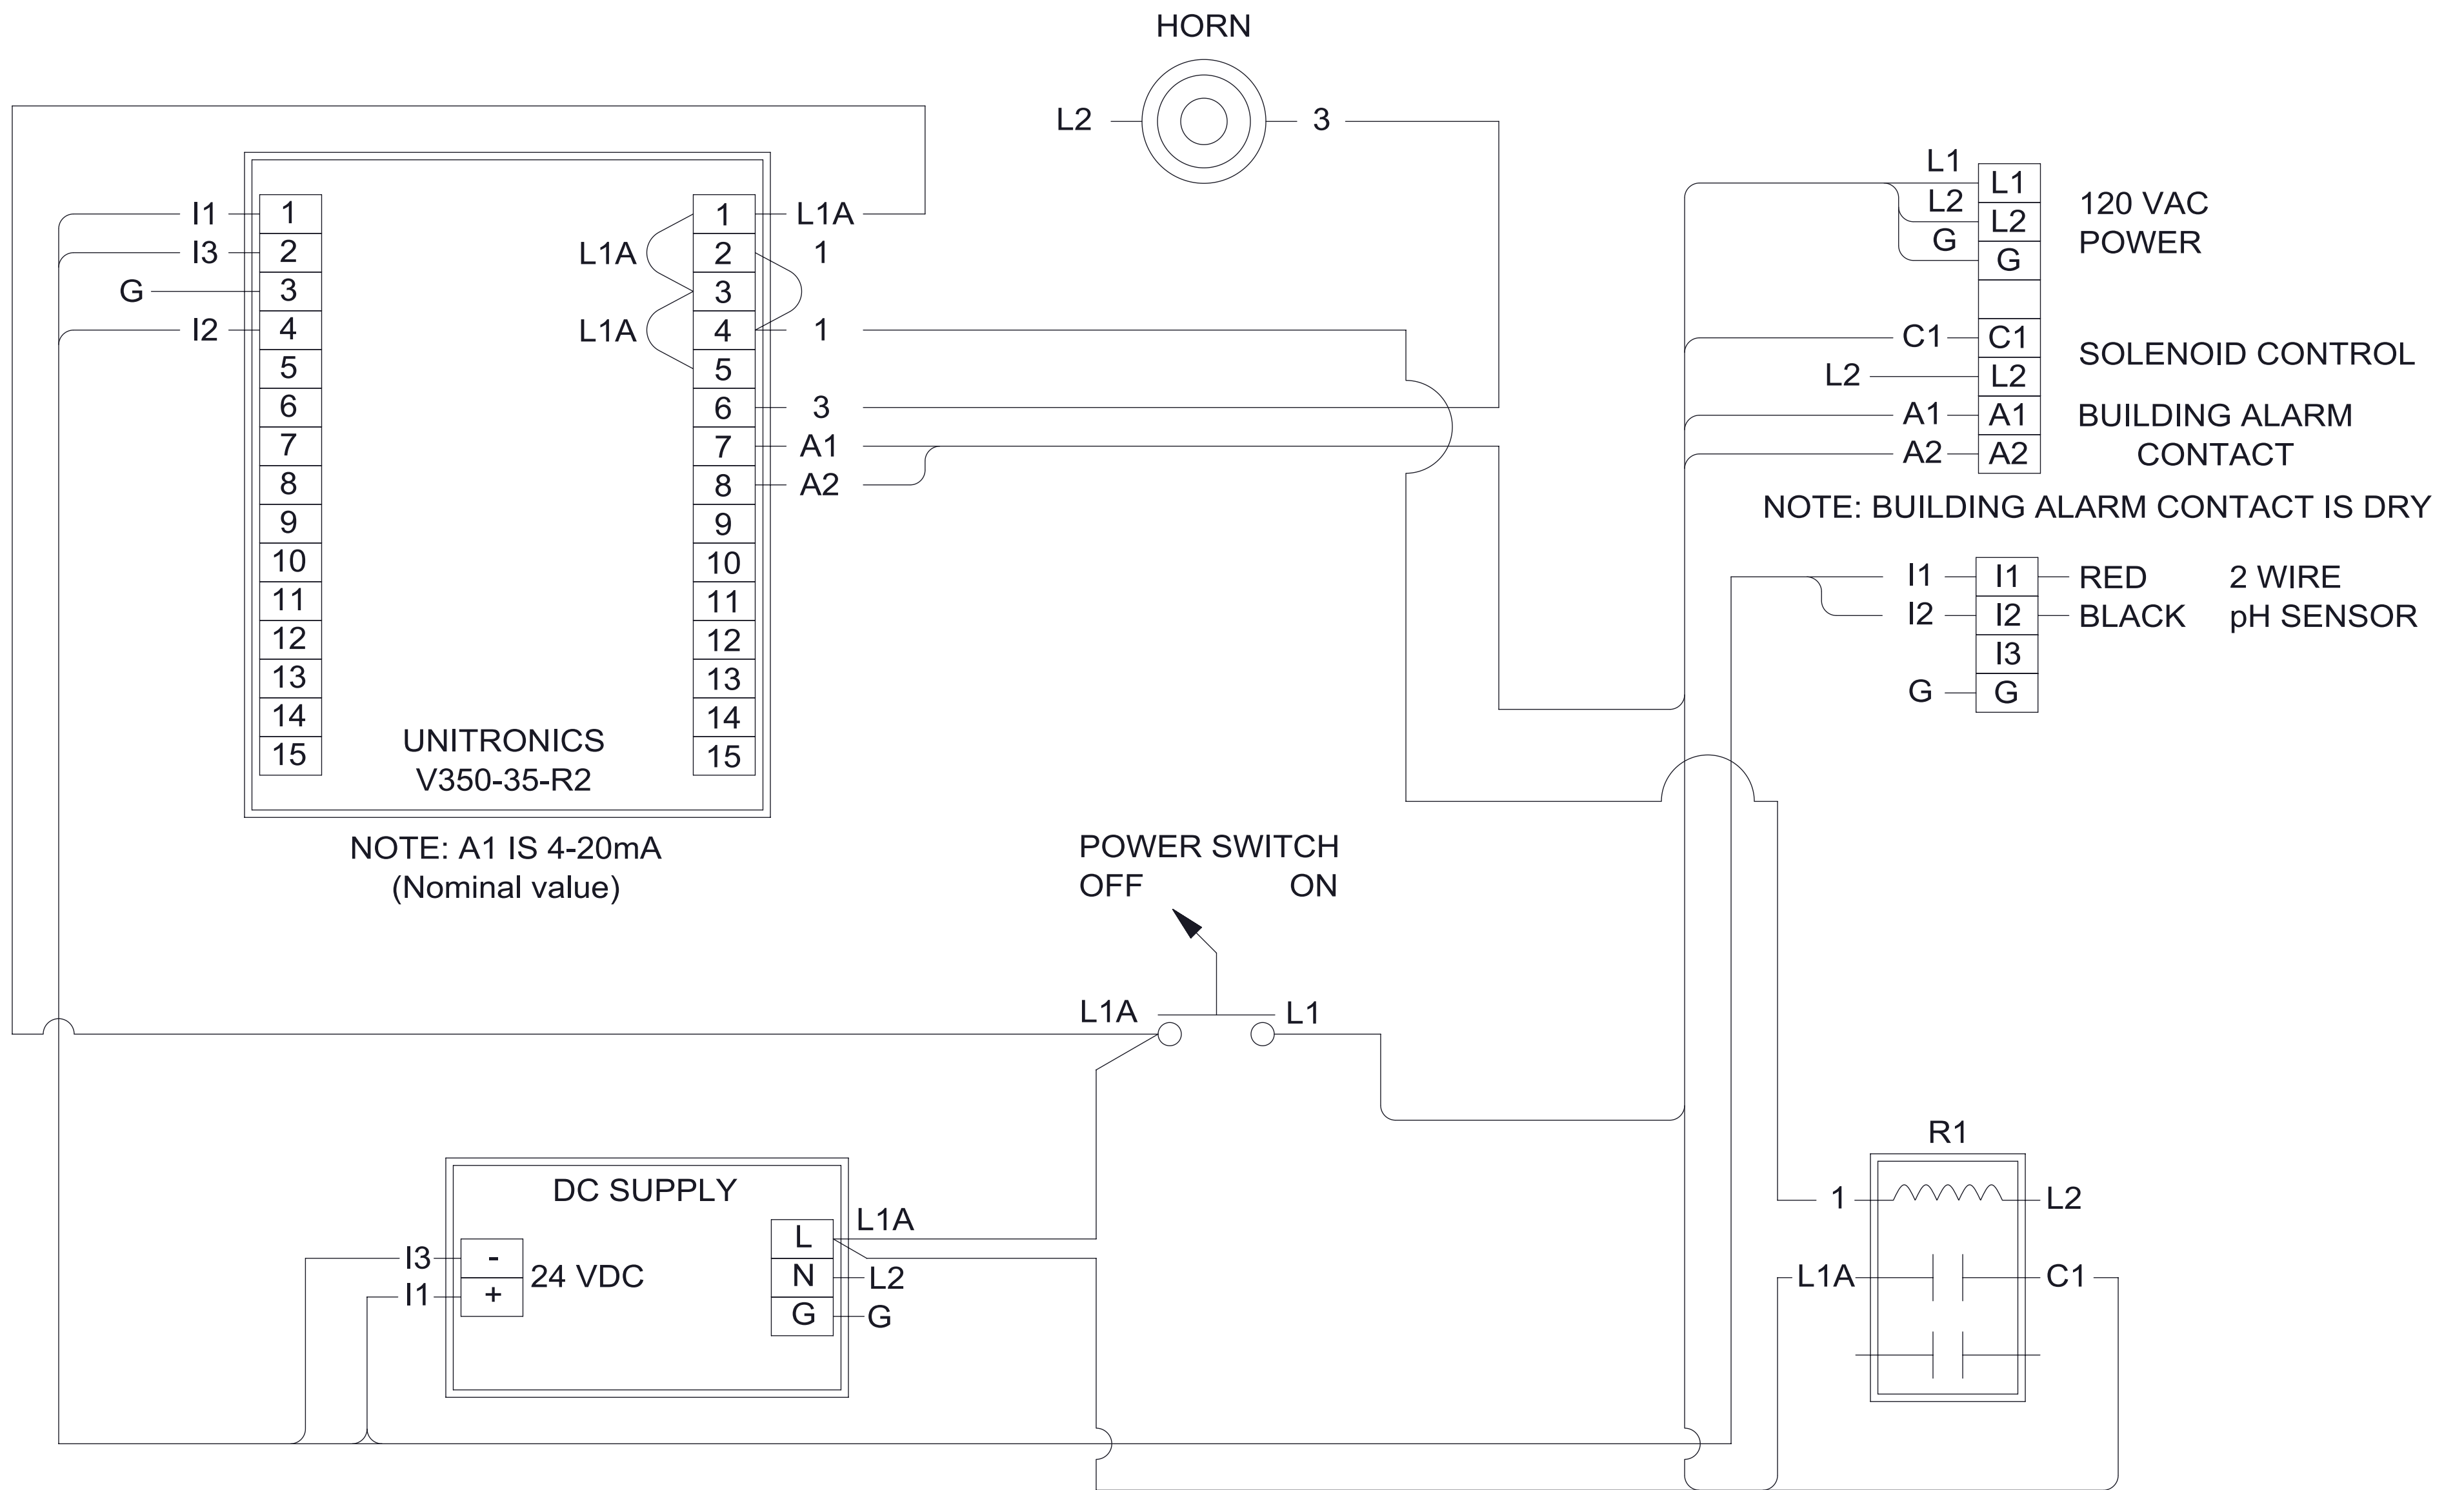 HORN
L2
3
I1
I3
G
I2
1
2
3
4
5
6
7
8
9
10
11
12
13
14
15
L1A
L1A
1
2
3
4
5
6
7
8
9
10
11
12
13
14
15
L1A
1
1
3
A1
A2
UNITRONICS
V350-35-R2
NOTE: A1 IS 4-20mA
(Nominal value)
L1
L2
G
C1
L2
A1
A2
L1
L2
G
C1
L2
A1
A2
120 VAC
POWER
SOLENOID CONTROL
BUILDING ALARM
CONTACT
NOTE: BUILDING ALARM CONTACT IS DRY
I1
I2
G
I1
I2
I3
G
RED
BLACK
2 WIRE
pH SENSOR
POWER SWITCH
OFF ON
L1A
L1
DC SUPPLY
I3
I1
-
+
24 VDC
L
N
G
L1A
L2
G
R1
1
L2
L1A
C1